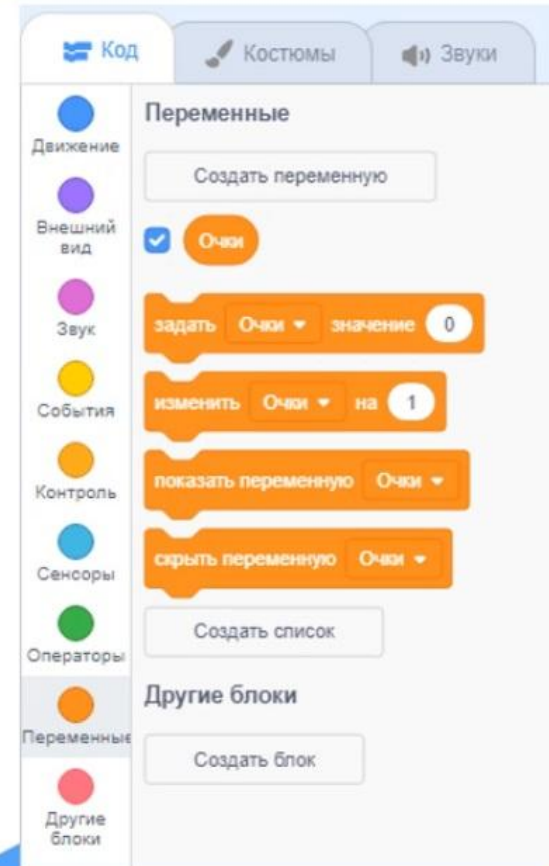 Код
Костюмы
Звуки
Движение
Внешний
вид
Звук
События
Контроль
Сенсоры
Операторы
Переменные
Другие
блоки
Переменные
Создать переменную
Очки
задать Очки значение 0
изменить Очки на 1
показать переменную Очки
скрыть переменную Очки
Создать список
Другие блоки
Создать блок